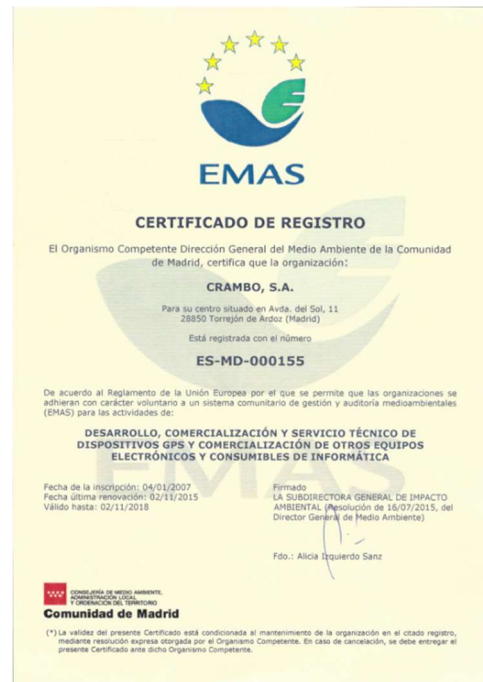 EMAS
CERTIFICADO DE REGISTRO
El Organismo Competente Dirección General del Medio Ambiente de la Comunidad
de Madrid, certifica que la organización:
CRAMBO, S.A.
Para su centro situado en Avda. del Sol, 11
28850 Torrejón de Ardoz (Madrid)
Está registrada con el número
ES-MD-000155
De acuerdo al Reglamento de la Unión Europea por el que se permite que las organizaciones se
adhieran con carácter voluntario a un sistema comunitario de gestión y auditoría medioambientales
(EMAS) para las actividades de:
DESARROLLO, COMERCIALIZACIÓN Y SERVICIO TÉCNICO DE
DISPOSITIVOS GPS Y COMERCIALIZACIÓN DE OTROS EQUIPOS
ELECTRÓNICOS Y CONSUMIBLES DE INFORMÁTICA
Fecha de la inscripción: 04/01/2007
Fecha última renovación: 02/11/2015
Válido hasta: 02/11/2018
Firmado
LA SUBDIRECTORA GENERAL DE IMPACTO
AMBIENTAL (Resolución de 16/07/2015, del
Director General de Medio Ambiente)
Fdo.: Alicia Izquierdo Sanz
EMAS
CONSEJERÍA DE MEDIO AMBIENTE,
ADMINISTRACIÓN LOCAL
Y ORDENACIÓN DEL TERRITORIO
Comunidad de Madrid
(*) La validez del presente Certificado está condicionada al mantenimiento de la organización en el citado registro,
mediante resolución expresa otorgada por el Organismo Competente. En caso de cancelación, se debe entregar el
presente Certificado ante dicho Organismo Competente.